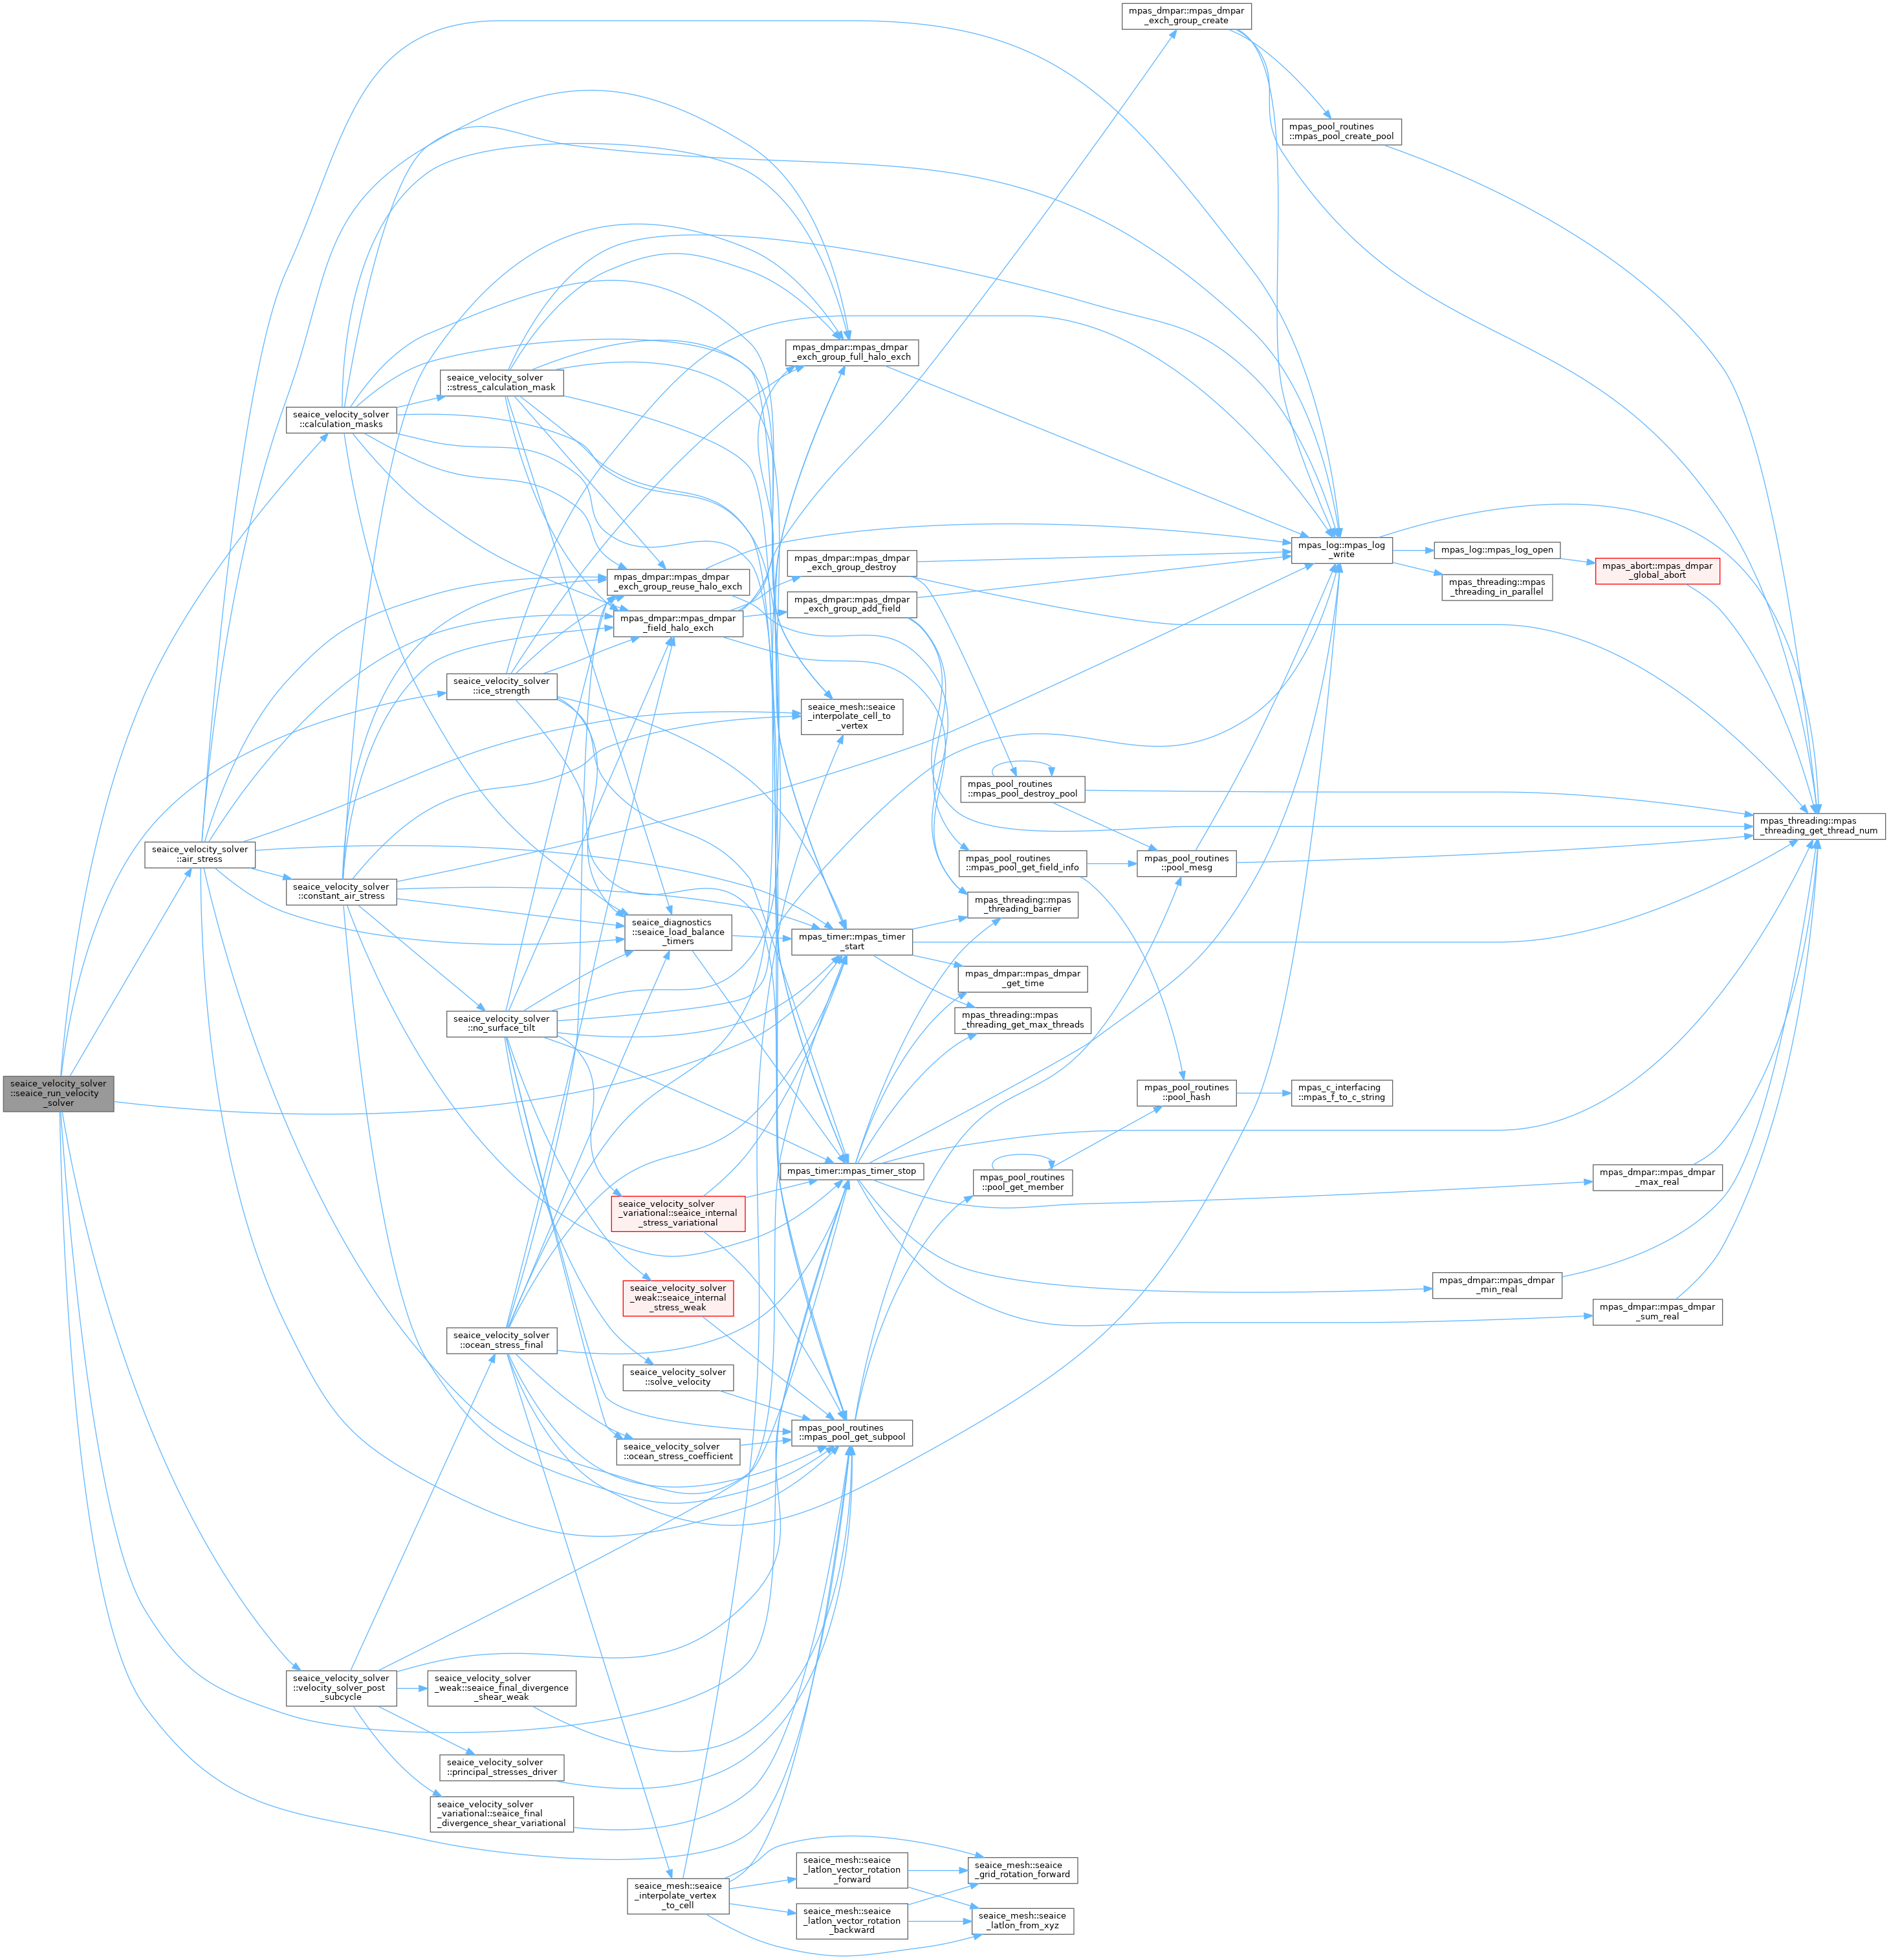 mpas_dmpar::mpas_dmpar
_exch_group_create
mpas_pool_routines
::mpas_pool_create_pool
mpas_dmpar::mpas_dmpar
_exch_group_full_halo_exch
seaice_velocity_solver
::stress_calculation_mask
seaice_velocity_solver
::calculation_masks
mpas_log::mpas_log
_write
mpas_log::mpas_log_open
mpas_abort::mpas_dmpar
_global_abort
mpas_threading::mpas
_threading_in_parallel
mpas_dmpar::mpas_dmpar
_exch_group_destroy
mpas_dmpar::mpas_dmpar
_exch_group_reuse_halo_exch
mpas_dmpar::mpas_dmpar
_exch_group_add_field
mpas_dmpar::mpas_dmpar
_field_halo_exch
seaice_velocity_solver
::ice_strength
seaice_mesh::seaice
_interpolate_cell_to
_vertex
mpas_pool_routines
::mpas_pool_destroy_pool
mpas_threading::mpas
_threading_get_thread_num
seaice_velocity_solver
::air_stress
mpas_pool_routines
::mpas_pool_get_field_info
mpas_pool_routines
::pool_mesg
seaice_velocity_solver
::constant_air_stress
mpas_threading::mpas
_threading_barrier
seaice_diagnostics
::seaice_load_balance
_timers
mpas_timer::mpas_timer
_start
mpas_dmpar::mpas_dmpar
_get_time
seaice_velocity_solver
::no_surface_tilt
mpas_threading::mpas
_threading_get_max_threads
seaice_velocity_solver
::seaice_run_velocity
_solver
mpas_pool_routines
::pool_hash
mpas_c_interfacing
::mpas_f_to_c_string
mpas_timer::mpas_timer_stop
mpas_pool_routines
::pool_get_member
mpas_dmpar::mpas_dmpar
_max_real
seaice_velocity_solver
_variational::seaice_internal
_stress_variational
seaice_velocity_solver
_weak::seaice_internal
_stress_weak
mpas_dmpar::mpas_dmpar
_min_real
mpas_dmpar::mpas_dmpar
_sum_real
seaice_velocity_solver
::ocean_stress_final
seaice_velocity_solver
::solve_velocity
mpas_pool_routines
::mpas_pool_get_subpool
seaice_velocity_solver
::ocean_stress_coefficient
seaice_velocity_solver
::velocity_solver_post
_subcycle
seaice_velocity_solver
_weak::seaice_final_divergence
_shear_weak
seaice_velocity_solver
::principal_stresses_driver
seaice_velocity_solver
_variational::seaice_final
_divergence_shear_variational
seaice_mesh::seaice
_interpolate_vertex
_to_cell
seaice_mesh::seaice
_latlon_vector_rotation
_forward
seaice_mesh::seaice
_grid_rotation_forward
seaice_mesh::seaice
_latlon_vector_rotation
_backward
seaice_mesh::seaice
_latlon_from_xyz